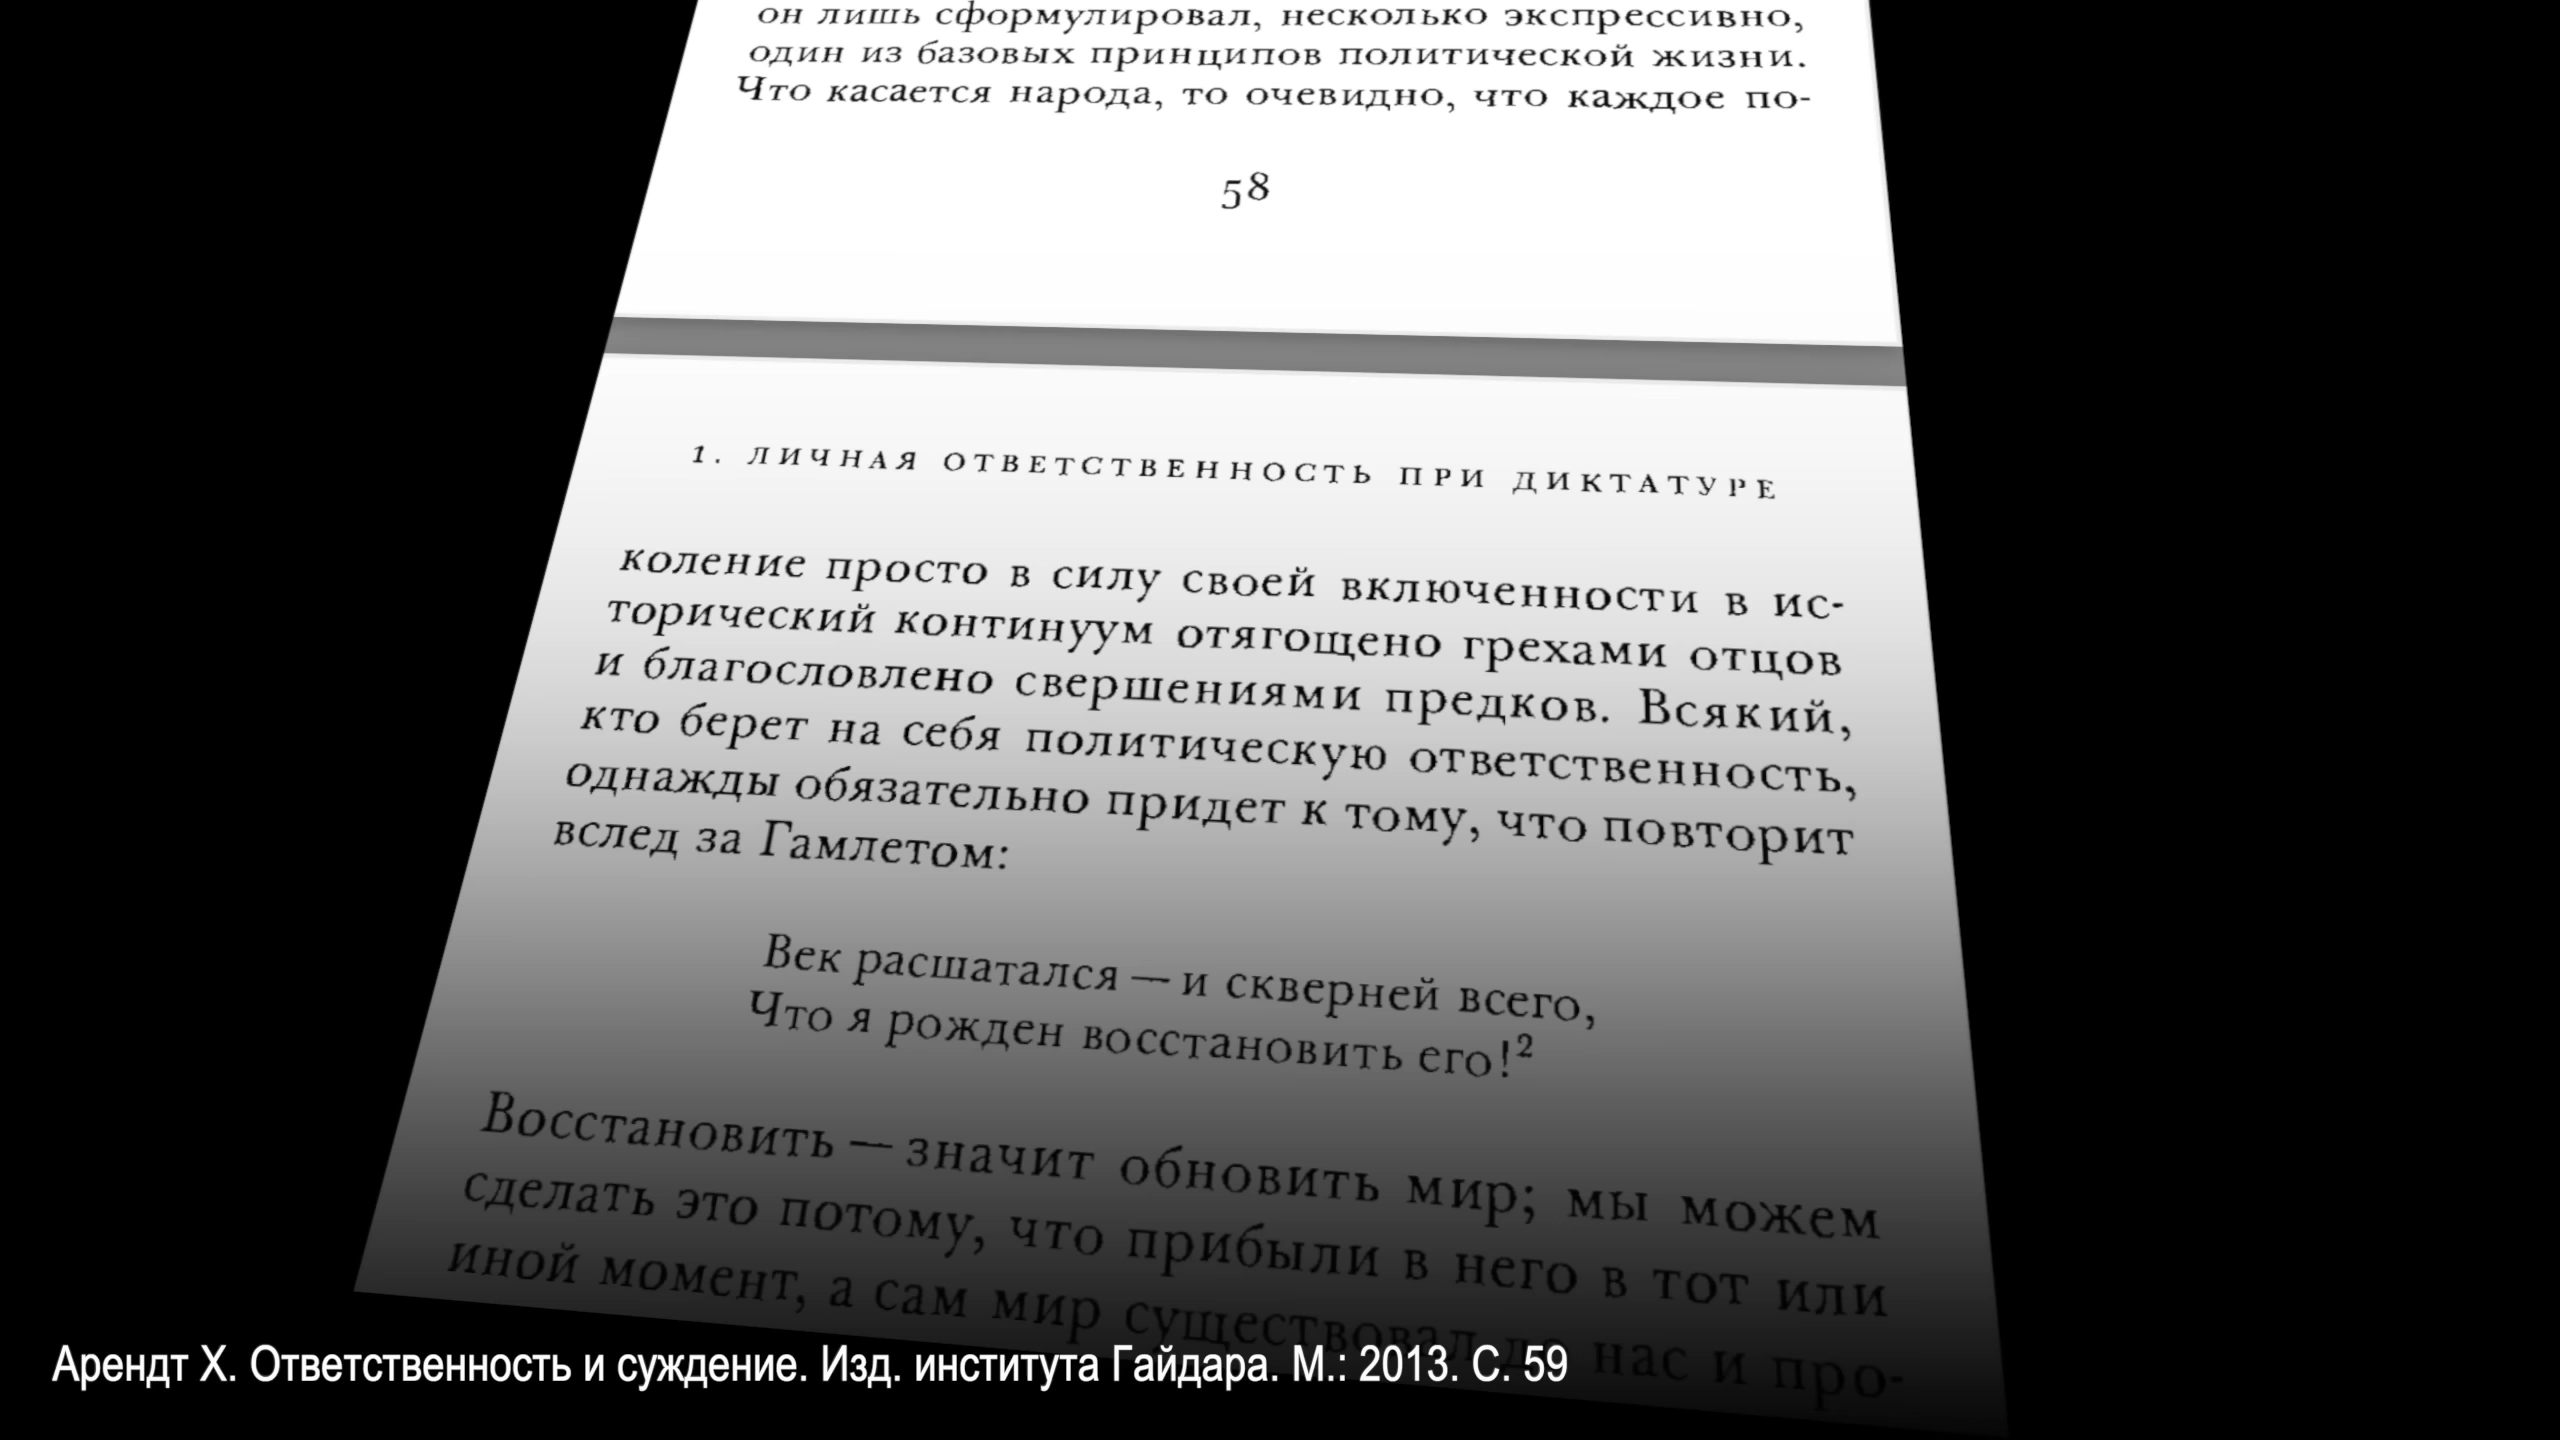 он лишь сформулировал, несколько экспрессивно,
один из базовых принципов политической жизни.
Что касается народа, то очевидно, что каждое по-
58
1. ЛИЧНАЯ ОТВЕТСТВЕННОСТЬ ПРИ ДИКТАТУРЕ
коление просто в силу своей включенности в ис-
торический континуум отягощено грехами отцов
и благословлено свершениями предков. Всякий,
кто берет на себя политическую ответственность,
однажды обязательно придет к тому, что повторит
вслед за Гамлетом:
Век расшатался — и скверней всего,
Что я рожден восстановить его!²
Восстановить — значит обновить мир; мы можем
сделать это потому, что прибыли в него в тот или
иной момент, а сам мир существовал до нас и про-
Арендт Х. Ответственность и суждение. Изд. института Гайдара. М.: 2013. С. 59